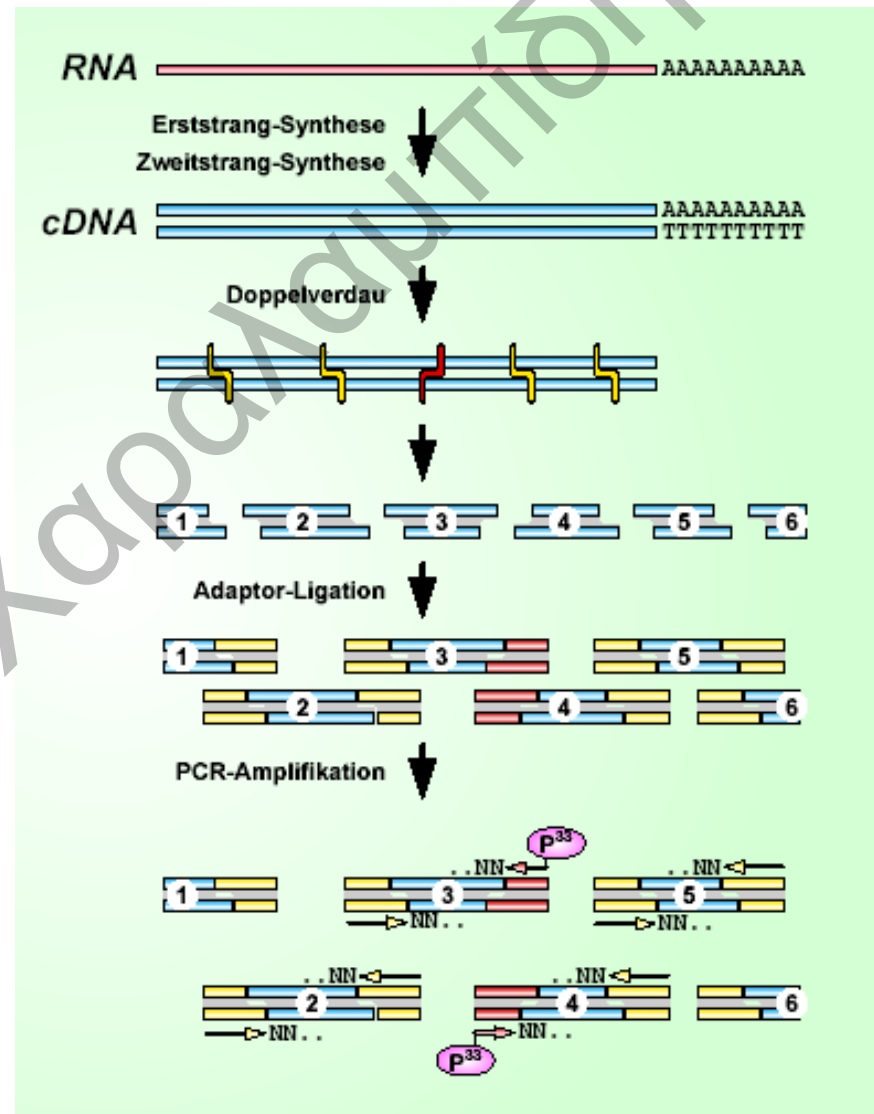 RNA AAAAAAAAAA
Erststrang-Synthese
Zweitstrang-Synthese
cDNA AAAAAAAAAA
TTTTTTTTTT
Doppelverdau
1 2 3 4 5 6
Adaptor-Ligation
1 3 5
2 4 6
PCR-Amplifikation
P33
..NN ..NN
1 3 5
NN.. NN..
..NN ..NN
2 4 6
NN.. NN..
P33
Χαραλαμπίδη